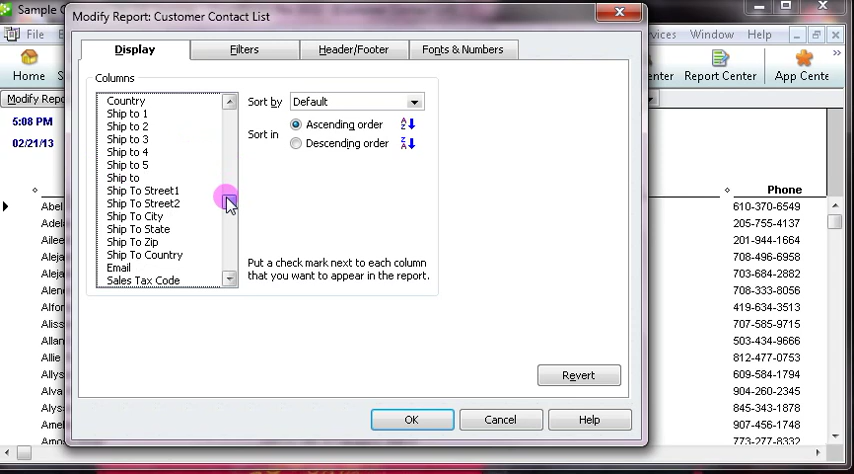 Sample C
Modify Report: Customer Contact List
File
vices Window Help
Home
enter
Report Center
App Cente
Modify Repo
Display
Filters
Header/Footer
Fonts & Numbers
Columns
Country
Ship to 1
Ship to 2
Ship to 3
Ship to 4
Ship to 5
Ship to
Ship To Street1
Ship To Street2
Ship To City
Ship To State
Ship To Zip
Ship To Country
Email
Sales Tax Code
Sort by
Default
Sort in
Ascending order
Descending order
Put a check mark next to each column
that you want to appear in the report.
Revert
OK
Cancel
Help
5:08 PM
02/21/13
Phone
Abel 610-370-6549
Adela 205-755-4137
Ailee 201-944-1664
Aleja 708-496-6958
Aleja 703-684-2882
Alen 708-333-8056
Alfor 419-634-3513
Alisa 707-585-9715
Allan 503-434-9666
Allie 812-477-0753
Alph 609-584-1794
Alva 904-260-2345
Alys 845-343-1878
Amel 907-456-1748
Amos 773-277-8332